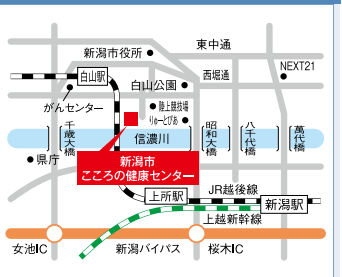 東中通
新潟市役所
NEXT21
白山駅
西堀通
白山公園
がんセンター
陸上競技場
りゅーとぴあ
千歳大橋
信濃川
昭和大橋
八千代橋
萬代橋
県庁
新潟市
こころの健康センター
上所駅
JR越後線
新潟駅
上越新幹線
女池IC
新潟バイパス
桜木IC